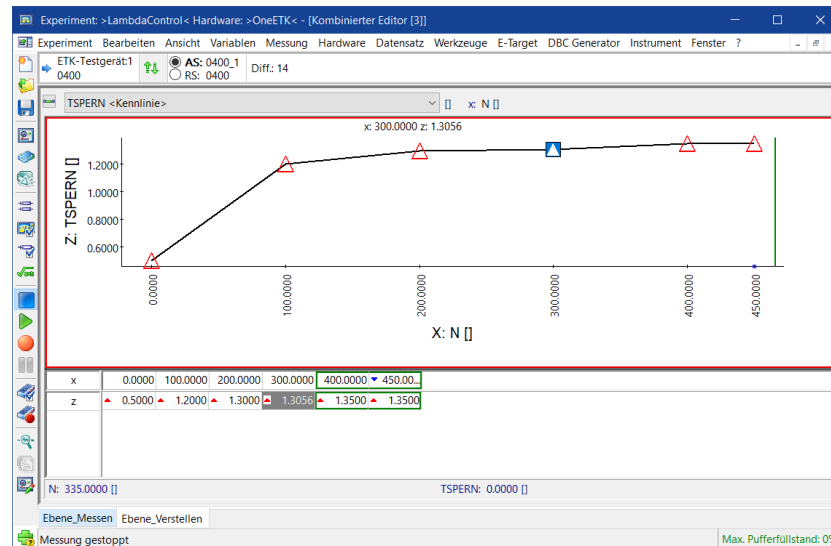 Experiment: >LambdaControl< Hardware: >OneETK< - [Kombinierter Editor [3]]
Experiment Bearbeiten Ansicht Variablen Messung Hardware Datensatz Werkzeuge E-Target DBC Generator Instrument Fenster ?
ETK-Testgerät:1
0400
AS: 0400_1
RS: 0400
Diff.: 14
TSPERN <Kennlinie>
[] x: N []
x: 300.0000 z: 1.3056
Z: TSPERN []
1.2000
1.0000
0.8000
0.6000
0.0000
100.0000
200.0000
300.0000
400.0000
450.0000
X: N []
x 0.0000 100.0000 200.0000 300.0000 400.0000 450.00...
z 0.5000 1.2000 1.3000 1.3056 1.3500 1.3500
N: 335.0000 [] TSPERN: 0.0000 []
Ebene_Messen Ebene_Verstellen
Messung gestoppt Max. Pufferfüllstand: 0%